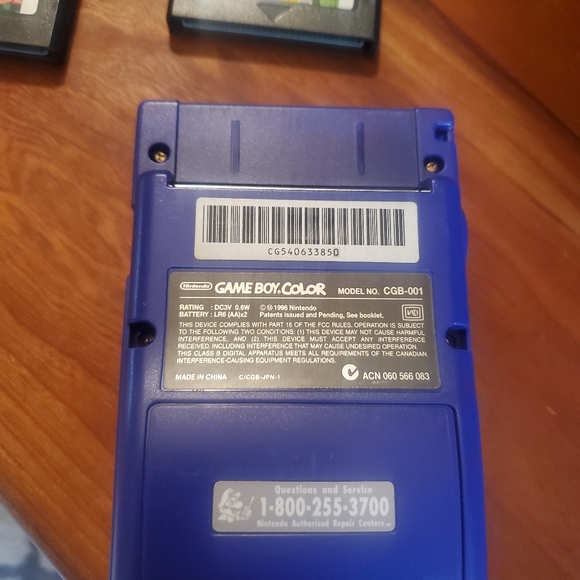 CG540633850
Nintendo GAME BOY COLOR MODEL NO. CGB-001
RATING : DC3V 0.6W © Ⓜ 1998 Nintendo
BATTERY : LR6 (AA)x2 Patents issued and Pending, See booklet.
THIS DEVICE COMPLIES WITH PART 15 OF THE FCC RULES. OPERATION IS SUBJECT
TO THE FOLLOWING TWO CONDITIONS: (1) THIS DEVICE MAY NOT CAUSE HARMFUL
INTERFERENCE, AND (2) THIS DEVICE MUST ACCEPT ANY INTERFERENCE
RECEIVED, INCLUDING INTERFERENCE THAT MAY CAUSE UNDESIRED OPERATION.
THIS CLASS B DIGITAL APPARATUS MEETS ALL REQUIREMENTS OF THE CANADIAN
INTERFERENCE-CAUSING EQUIPMENT REGULATIONS.
MADE IN CHINA C/CGB-JPN-1 ACN 060 566 083
Questions and Service
1-800-255-3700
Nintendo Authorized Repair Centers